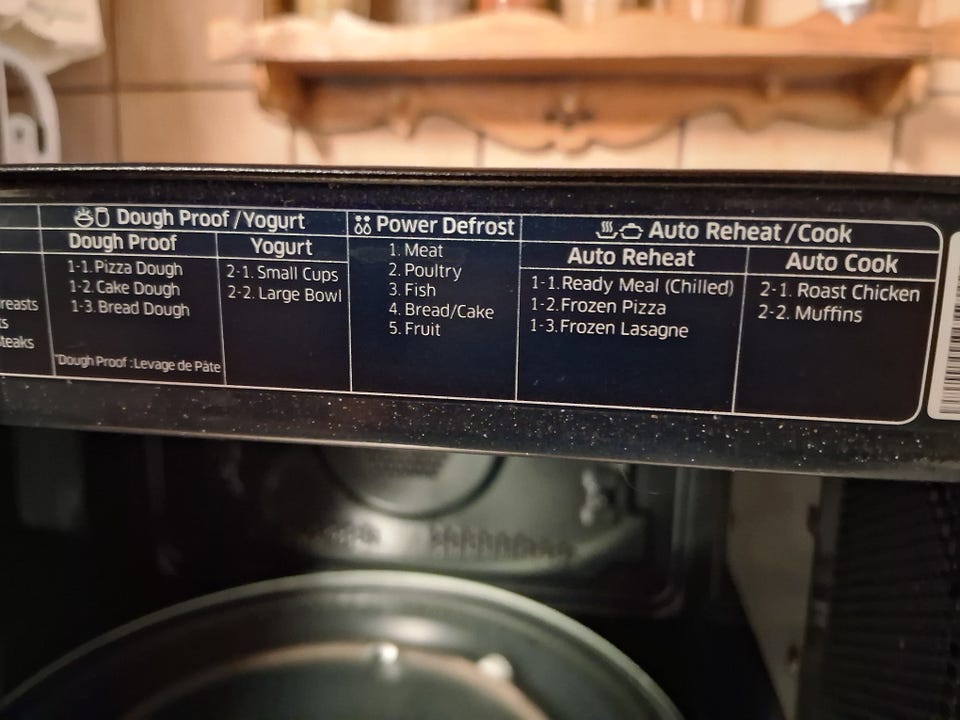 reasts
ts
teaks
Dough Proof /Yogurt
Dough Proof
1-1. Pizza Dough
1-2. Cake Dough
1-3. Bread Dough
*Dough Proof : Levage de Pâte
Yogurt
2-1. Small Cups
2-2. Large Bowl
Power Defrost
1. Meat
2. Poultry
3. Fish
4. Bread/Cake
5. Fruit
Auto Reheat /Cook
Auto Reheat
1-1. Ready Meal (Chilled)
1-2. Frozen Pizza
1-3. Frozen Lasagne
Auto Cook
2-1. Roast Chicken
2-2. Muffins